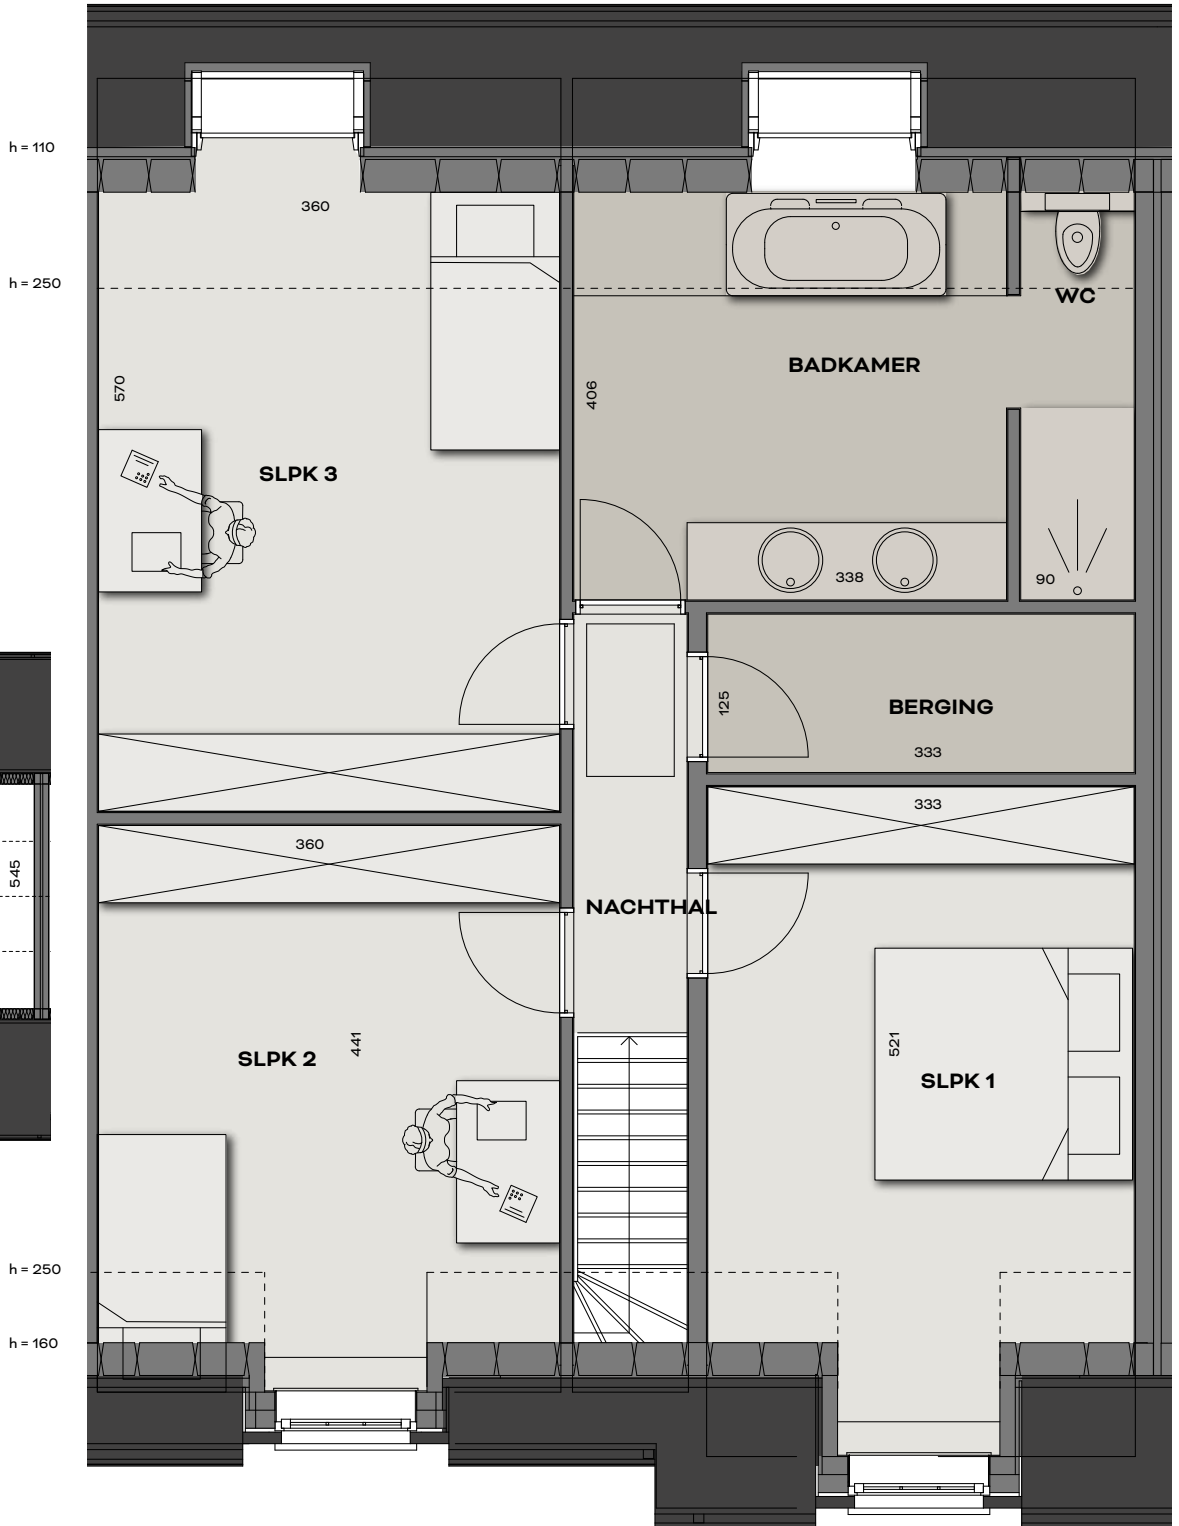 h = 110
360
h = 250
WC
BADKAMER
570
406
SLPK 3
338
90
125
BERGING
333
333
360
545
NACHTHAL
441
521
SLPK 2
SLPK 1
h = 250
h = 160